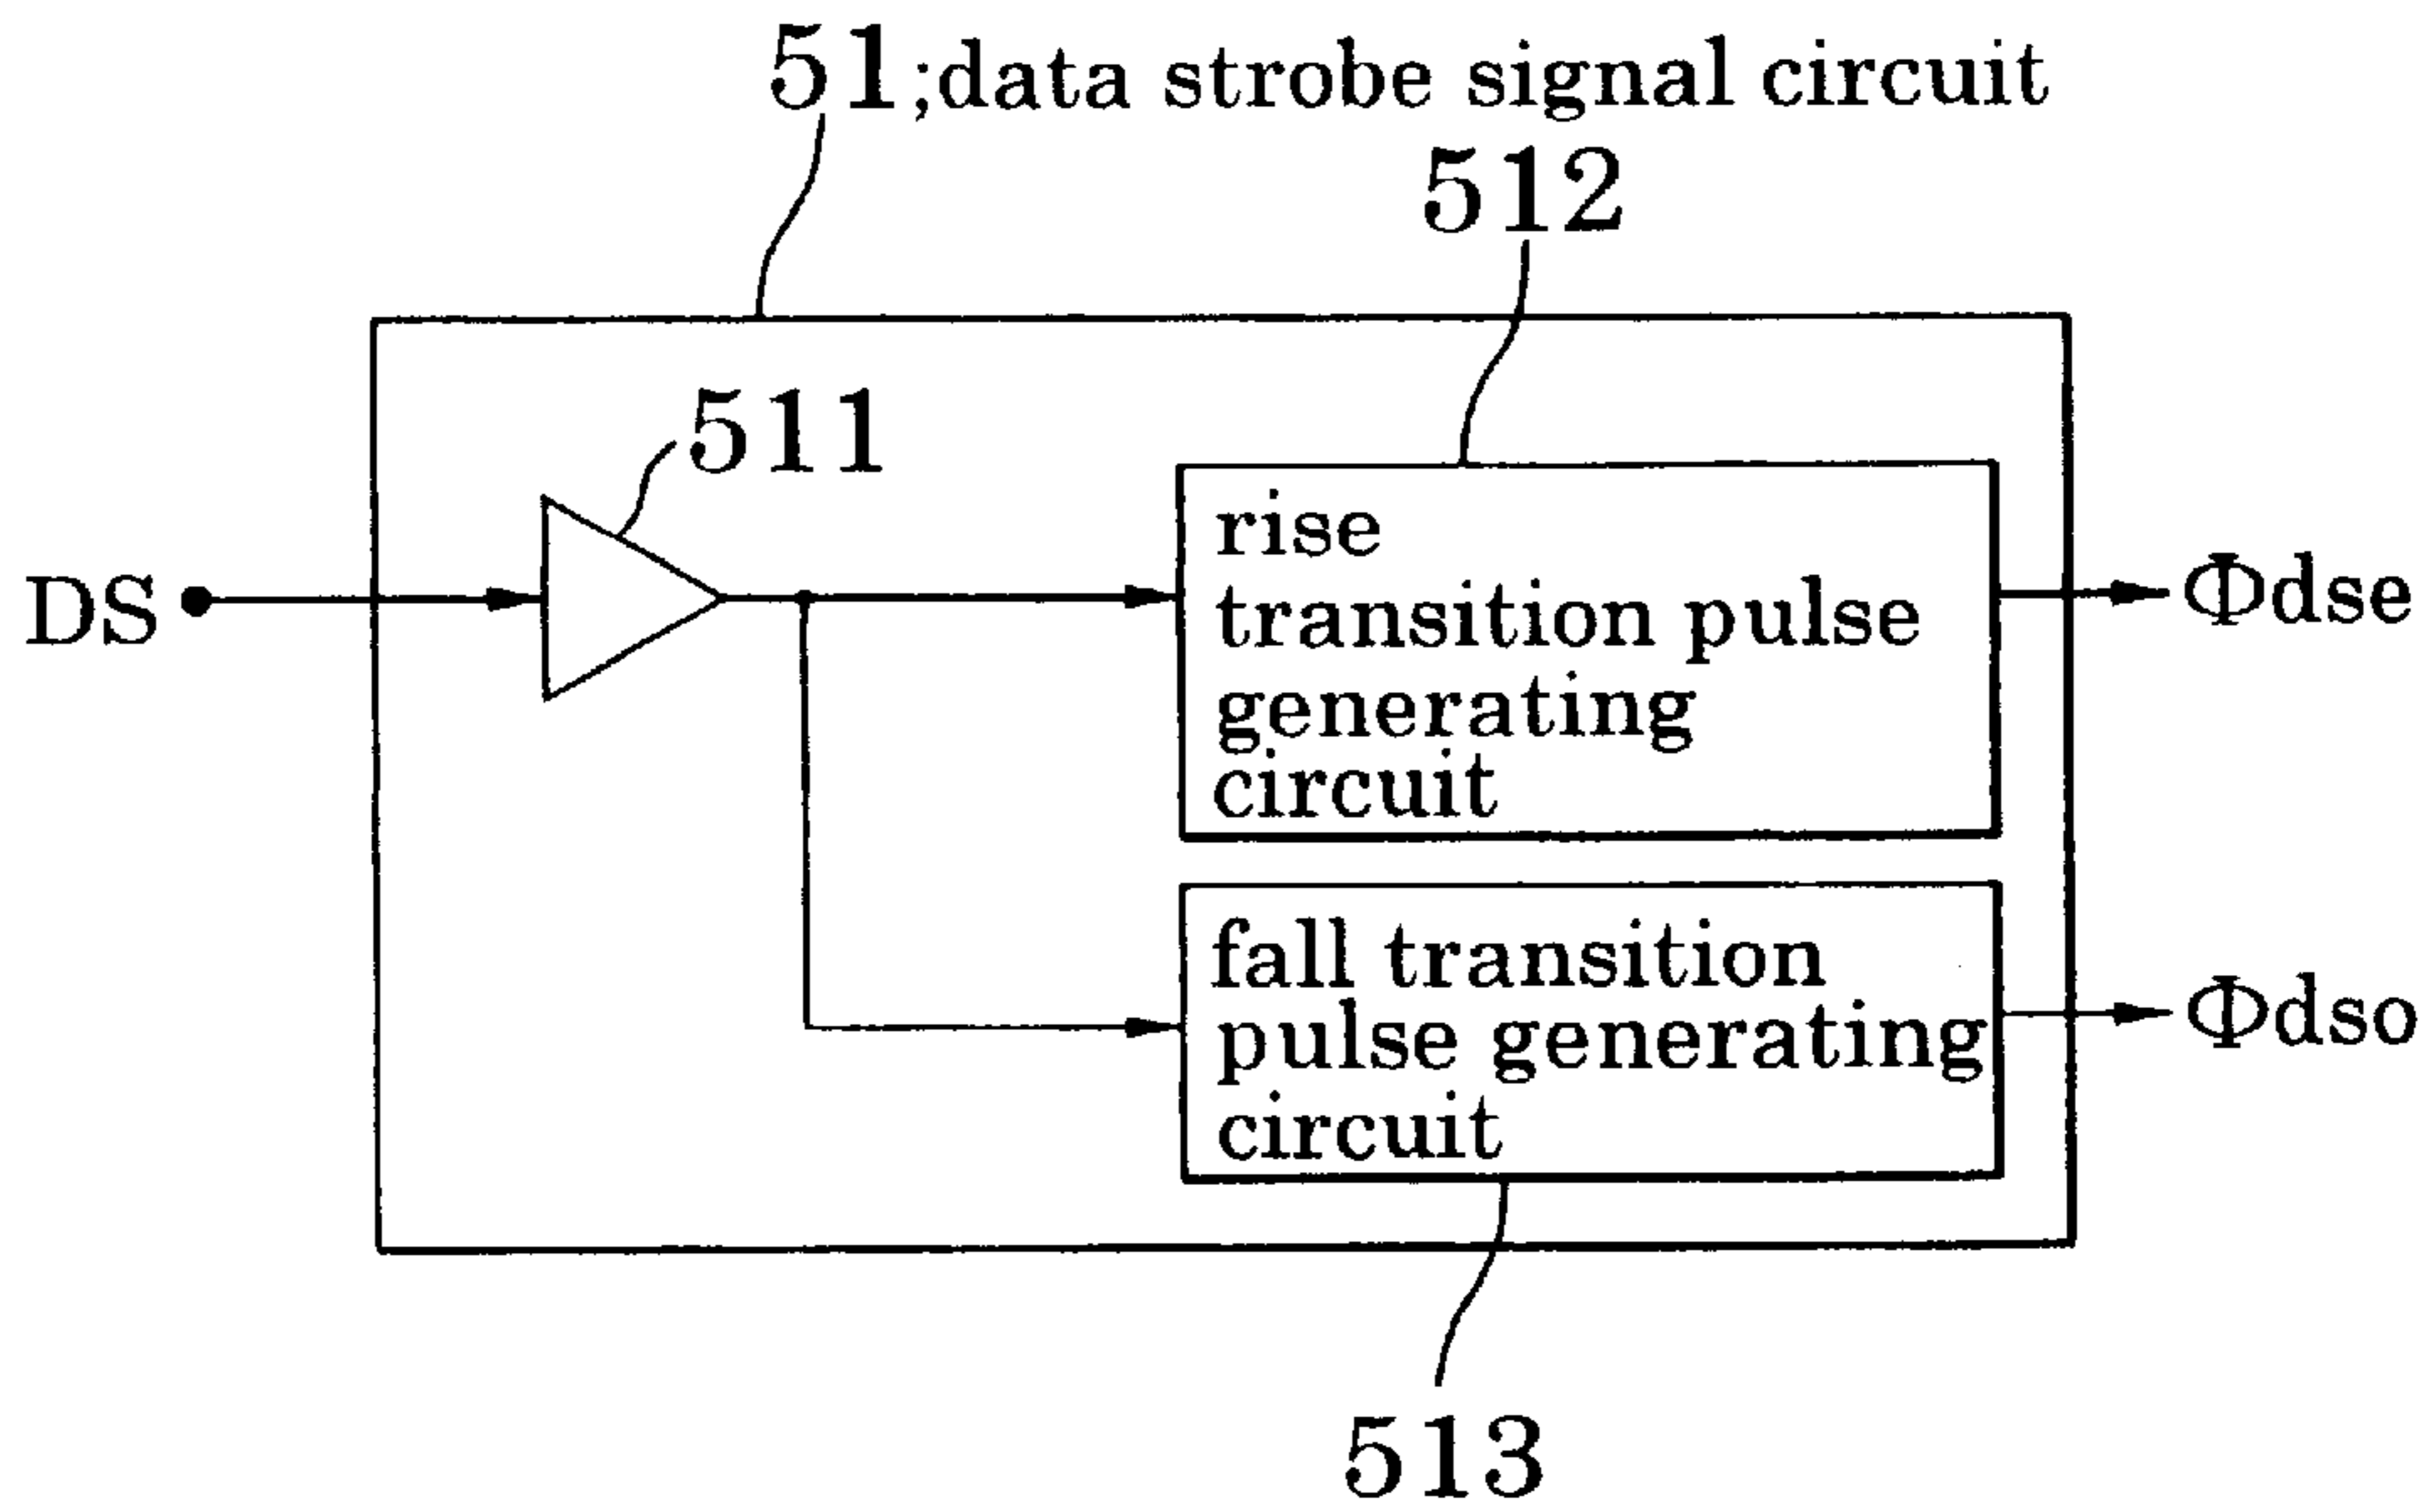 51;data strobe signal circuit
512
511
DS
rise
transition pulse
generating
circuit
Φdse
fall transition
pulse generating
circuit
Φdso
513